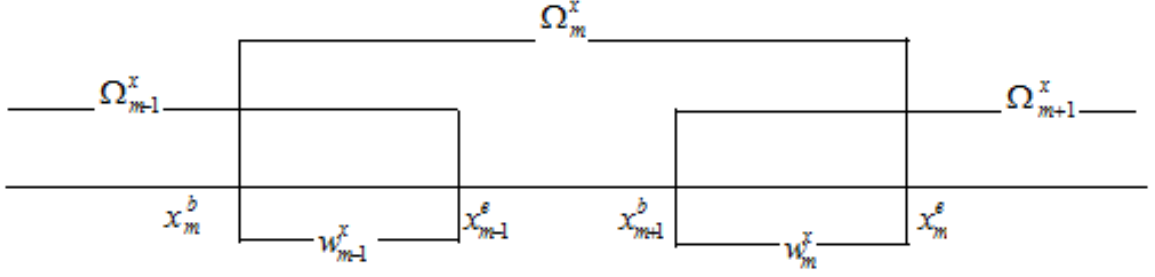 Ω_m^x
Ω_{m-1}^x Ω_{m+1}^x
x_m^b x_{m-1}^e x_{m+1}^b x_m^e
w_{m-1}^x w_m^x